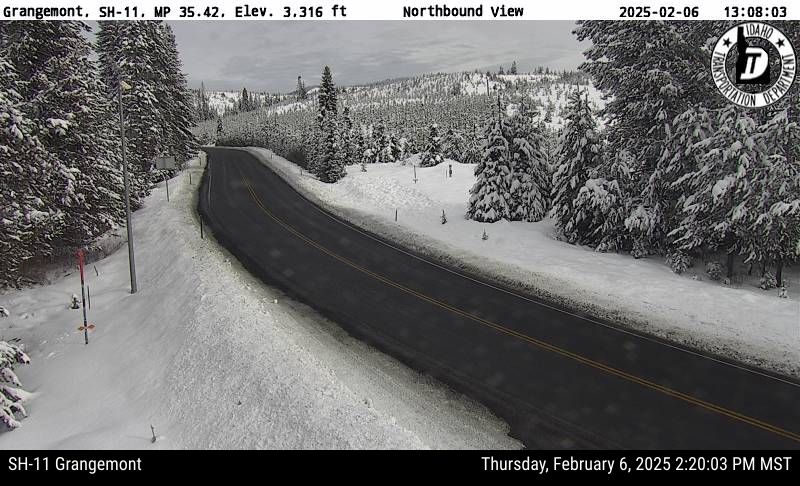 Grangemont, SH-11, MP 35.42, Elev. 3,316 ft Northbound View 2025-02-06 13:08:03
IDAHO TRANSPORTATION DEPARTMENT
SH-11 Grangemont Thursday, February 6, 2025 2:20:03 PM MST